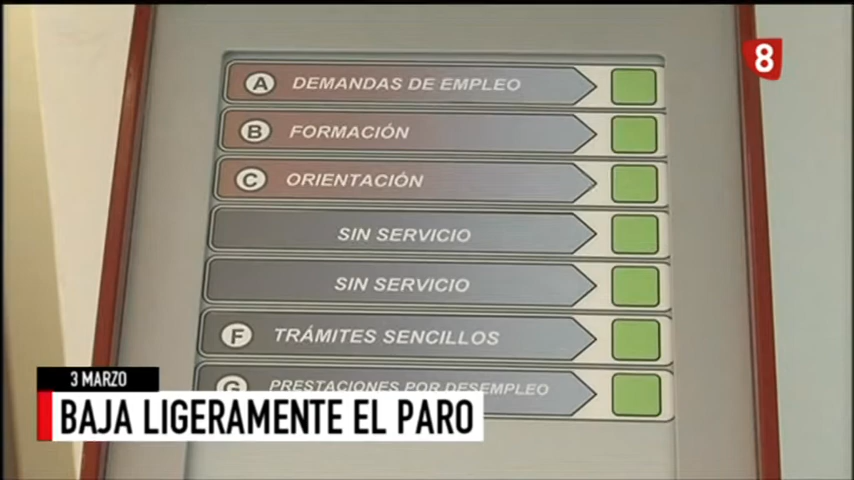 8
A DEMANDAS DE EMPLEO
B FORMACIÓN
C ORIENTACIÓN
SIN SERVICIO
SIN SERVICIO
F TRÁMITES SENCILLOS
G PRESTACIONES POR DESEMPLEO
3 MARZO
BAJA LIGERAMENTE EL PARO